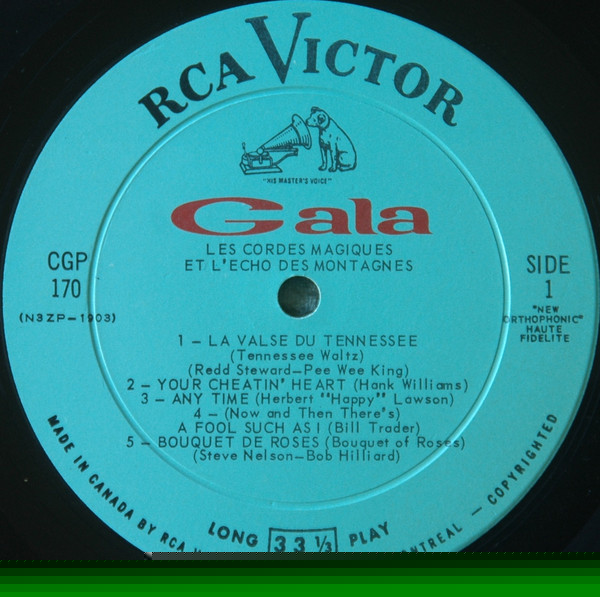 RCA VICTOR
"HIS MASTER'S VOICE"
Gala
LES CORDES MAGIQUES
ET L'ECHO DES MONTAGNES
CGP
170
(N3ZP-1903)
SIDE
1
"NEW
ORTHOPHONIC"
HAUTE
FIDELITE
1 - LA VALSE DU TENNESSEE
(Tennessee Waltz)
(Redd Steward-Pee Wee King)
2 - YOUR CHEATIN' HEART (Hank Williams)
3 - ANY TIME (Herbert "Happy" Lawson)
4 - (Now and Then There's)
A FOOL SUCH AS I (Bill Trader)
5 - BOUQUET DE ROSES (Bouquet of Roses)
(Steve Nelson-Bob Hilliard)
LONG 33 1/3 PLAY
MADE IN CANADA BY RCA
— COPYRIGHTED